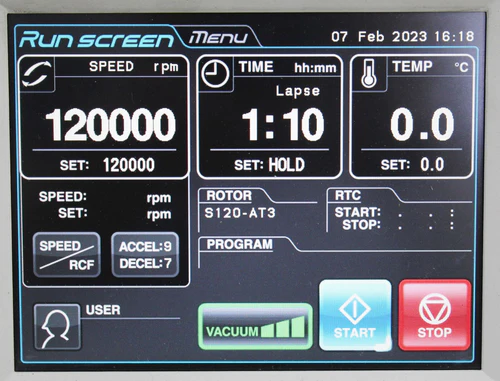 Run screen Menu 07 Feb 2023 16:18
SPEED rpm
120000
SET: 120000
TIME hh:mm
Lapse
1:10
SET: HOLD
TEMP °C
0.0
SET: 0.0
SPEED: rpm
SET: rpm
SPEED/RCF
ACCEL:9
DECEL:7
ROTOR
S120-AT3
RTC
START: . . :
STOP: . . :
PROGRAM
USER
VACUUM
START
STOP